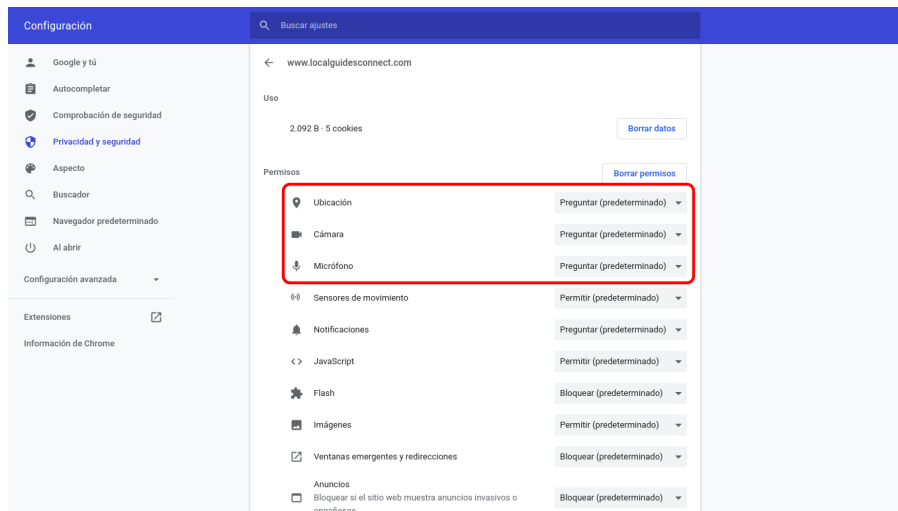 Configuración
Buscar ajustes
Google y tú
Autocompletar
Comprobación de seguridad
Privacidad y seguridad
Aspecto
Buscador
Navegador predeterminado
Al abrir
Configuración avanzada
Extensiones
Información de Chrome
www.localguidesconnect.com
Uso
2.092 B · 5 cookies
Borrar datos
Permisos
Borrar permisos
Ubicación
Preguntar (predeterminado)
Cámara
Preguntar (predeterminado)
Micrófono
Preguntar (predeterminado)
Sensores de movimiento
Permitir (predeterminado)
Notificaciones
Preguntar (predeterminado)
JavaScript
Permitir (predeterminado)
Flash
Bloquear (predeterminado)
Imágenes
Permitir (predeterminado)
Ventanas emergentes y redirecciones
Bloquear (predeterminado)
Anuncios
Bloquear si el sitio web muestra anuncios invasivos o
engañosos
Bloquear (predeterminado)